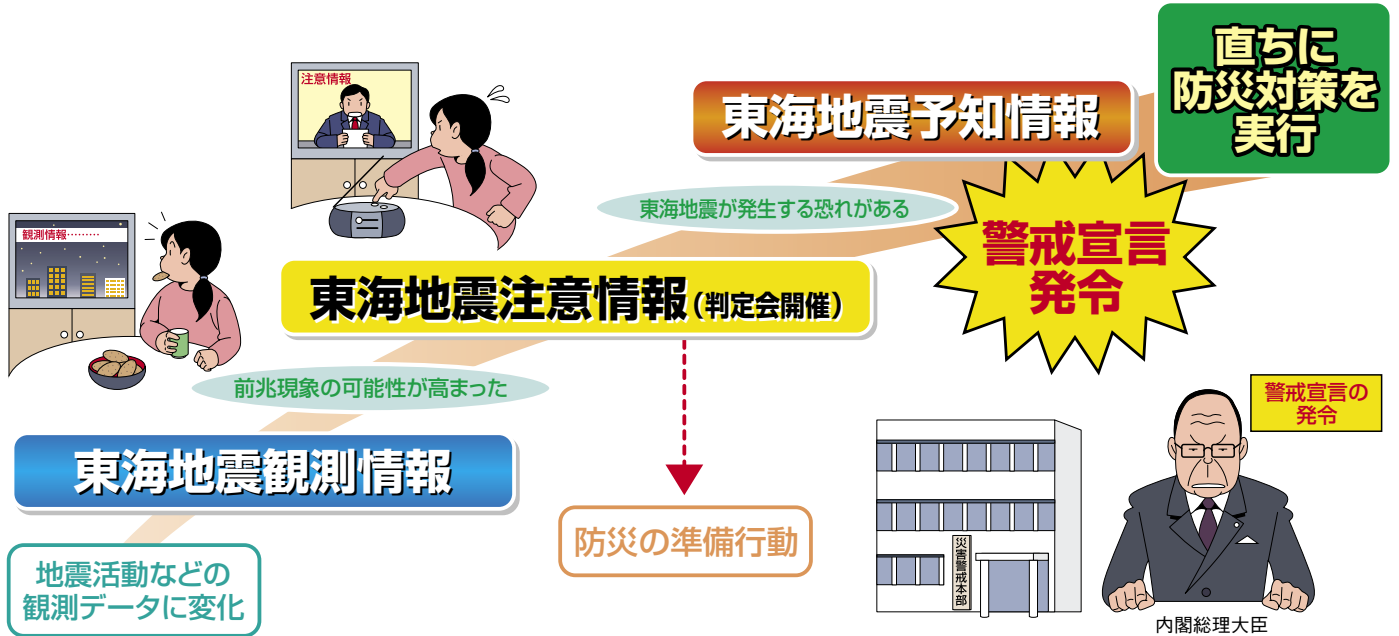 直ちに
防災対策を
実行
注意情報
東海地震予知情報
東海地震が発生する恐れがある
観測情報………
警戒宣言
発令
東海地震注意情報(判定会開催)
前兆現象の可能性が高まった
警戒宣言の
発令
東海地震観測情報
防災の準備行動
災害警戒本部
地震活動などの
観測データに変化
内閣総理大臣